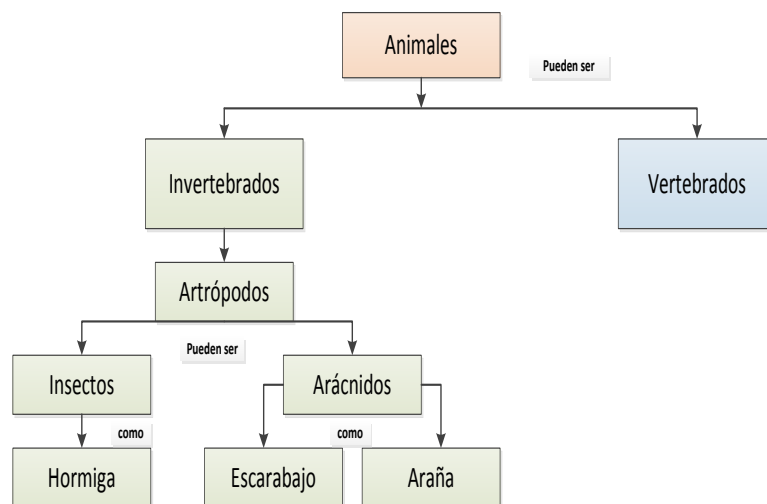 Animales
Pueden ser
Invertebrados
Vertebrados
Artrópodos
Pueden ser
Insectos
Arácnidos
como
como
Hormiga
Escarabajo
Araña